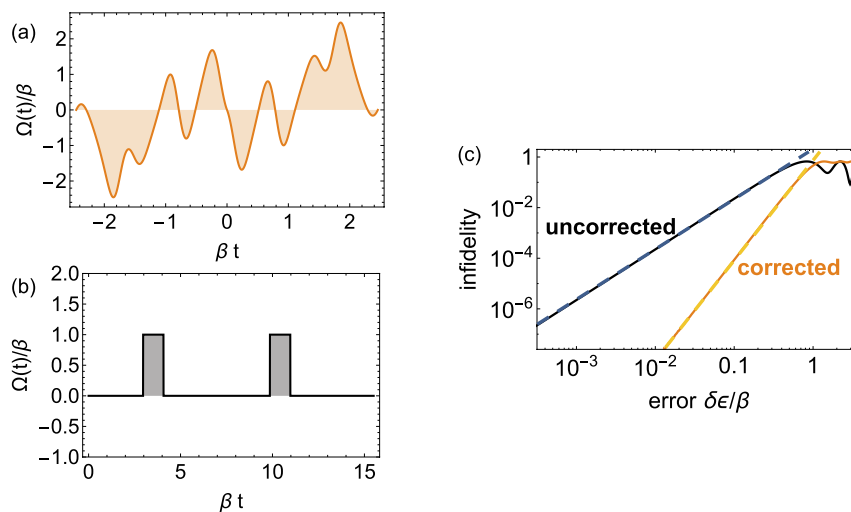 (a)
Ω(t)/β
2
1
0
−1
−2
−2
−1
0
1
2
β t
(b)
Ω(t)/β
2.0
1.5
1.0
0.5
0.0
−0.5
−1.0
0
5
10
15
β t
(c)
infidelity
1
10⁻²
10⁻⁴
10⁻⁶
uncorrected
corrected
10⁻³
10⁻²
0.1
1
error δϵ/β